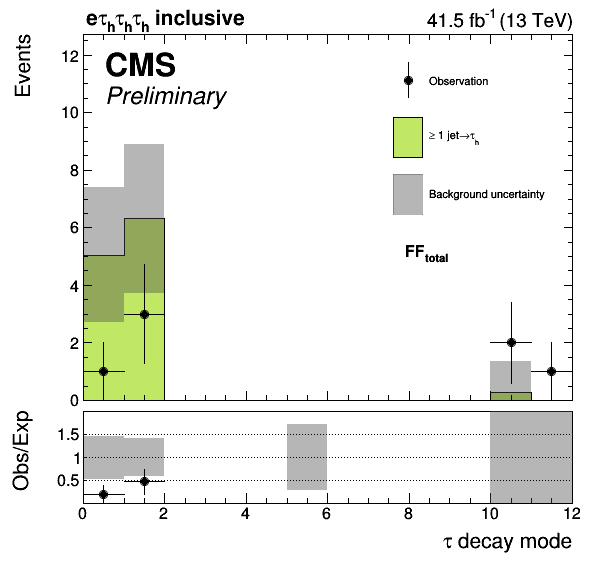 eτhτhτh inclusive
41.5 fb-1 (13 TeV)
Events
CMS
Preliminary
Observation
≥ 1 jet→τh
Background uncertainty
FFtotal
12
10
8
6
4
2
0
Obs/Exp
1.5
1
0.5
0 2 4 6 8 10 12
τ decay mode